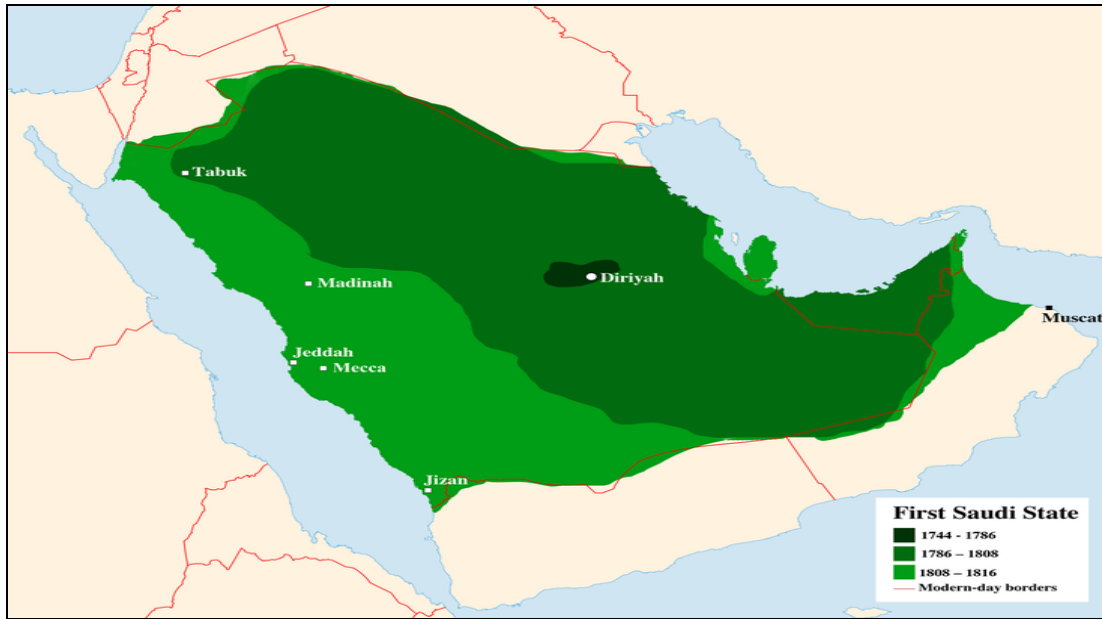 Tabuk
Diriyah
Madinah
Muscat
Jeddah
Mecca
Jizan
First Saudi State
1744 - 1786
1786 – 1808
1808 – 1816
Modern-day borders